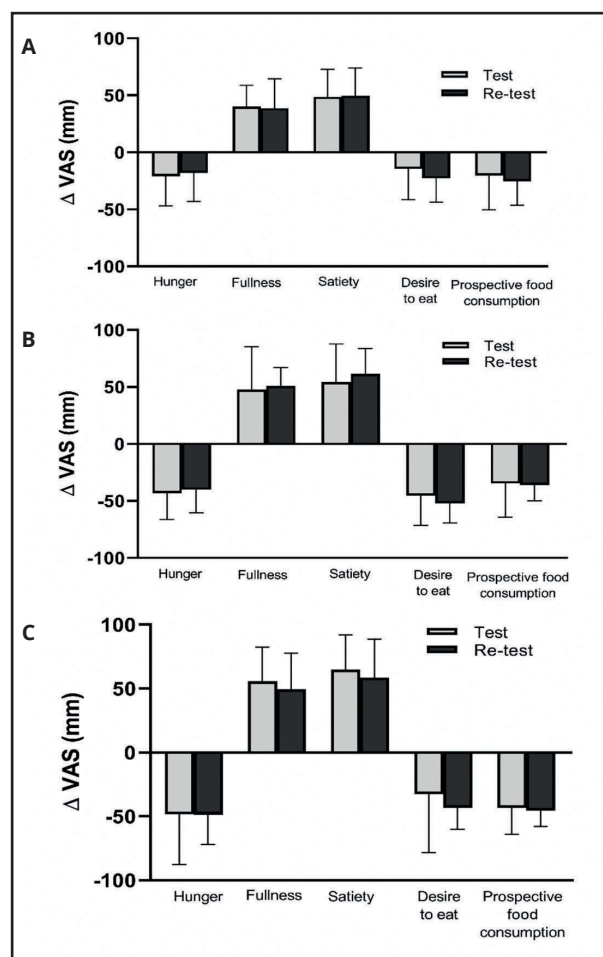 A
Δ VAS (mm)
100
50
0
-50
-100
Test
Re-test
Hunger
Fullness
Satiety
Desire
to eat
Prospective food
consumption
B
Δ VAS (mm)
100
50
0
-50
-100
Test
Re-test
Hunger
Fullness
Satiety
Desire
to eat
Prospective food
consumption
C
Δ VAS (mm)
100
50
0
-50
-100
Test
Re-test
Hunger
Fullness
Satiety
Desire
to eat
Prospective
food
consumption